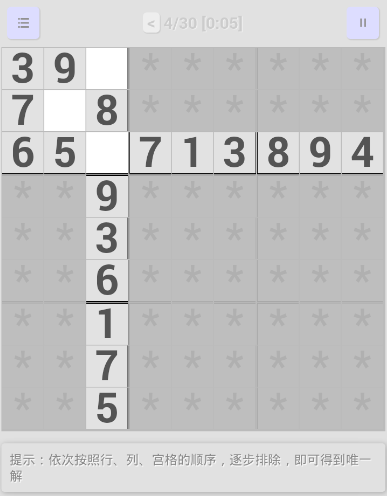 < 4/30 [0:05]
3 9 * * * * * *
7 8 * * * * * *
6 5 7 1 3 8 9 4
* * 9 * * * * * *
* * 3 * * * * * *
* * 6 * * * * * *
* * 1 * * * * * *
* * 7 * * * * * *
* * 5 * * * * * *
提示：依次按照行、列、宫格的顺序，逐步排除，即可得到唯一
解